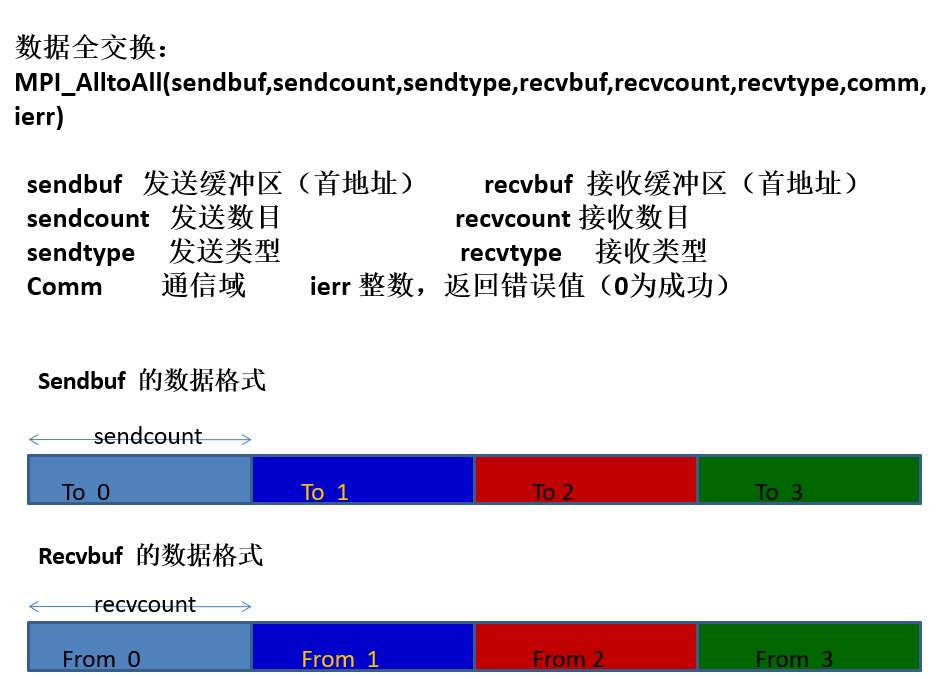 数据全交换：
MPI_AlltoAll(sendbuf,sendcount,sendtype,recvbuf,recvcount,recvtype,comm,
ierr)
sendbuf 发送缓冲区（首地址） recvbuf 接收缓冲区（首地址）
sendcount 发送数目 recvcount 接收数目
sendtype 发送类型 recvtype 接收类型
Comm 通信域 ierr 整数，返回错误值（0为成功）
Sendbuf 的数据格式
sendcount
To 0 To 1 To 2 To 3
Recvbuf 的数据格式
recvcount
From 0 From 1 From 2 From 3